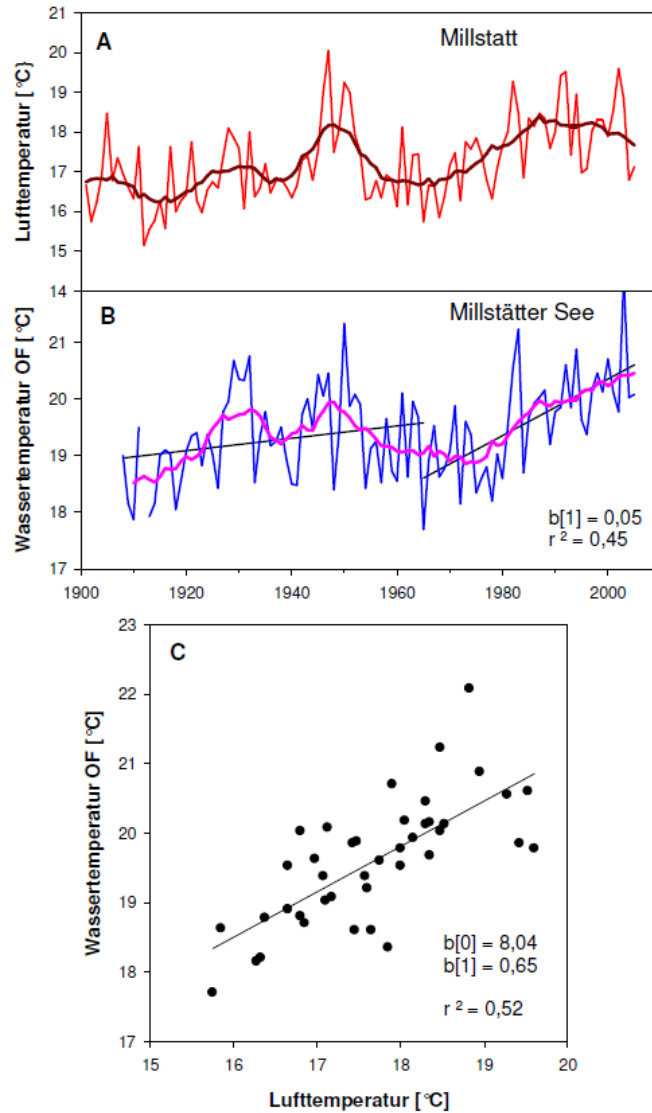 A
Millstatt
Lufttemperatur [°C}
21
20
19
18
17
16
15
14
B
Millstätter See
Wassertemperatur OF [°C]
21
20
19
18
17
b[1] = 0,05
r ² = 0,45
1900 1920 1940 1960 1980 2000
C
Wassertemperatur OF [°C]
23
22
21
20
19
18
17
b[0] = 8,04
b[1] = 0,65
r ² = 0,52
15 16 17 18 19 20
Lufttemperatur [°C]